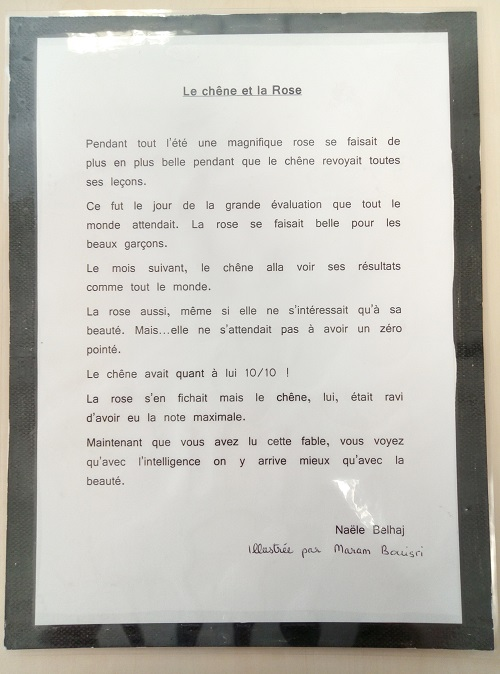 Le chêne et la Rose
Pendant tout l'été une magnifique rose se faisait de
plus en plus belle pendant que le chêne revoyait toutes
ses leçons.
Ce fut le jour de la grande évaluation que tout le
monde attendait. La rose se faisait belle pour les
beaux garçons.
Le mois suivant, le chêne alla voir ses résultats
comme tout le monde.
La rose aussi, même si elle ne s'intéressait qu'à sa
beauté. Mais...elle ne s'attendait pas à avoir un zéro
pointé.
Le chêne avait quant à lui 10/10 !
La rose s'en fichait mais le chêne, lui, était ravi
d'avoir eu la note maximale.
Maintenant que vous avez lu cette fable, vous voyez
qu'avec l'intelligence on y arrive mieux qu'avec la
beauté.
Naële Belhaj
illustrée par Maram